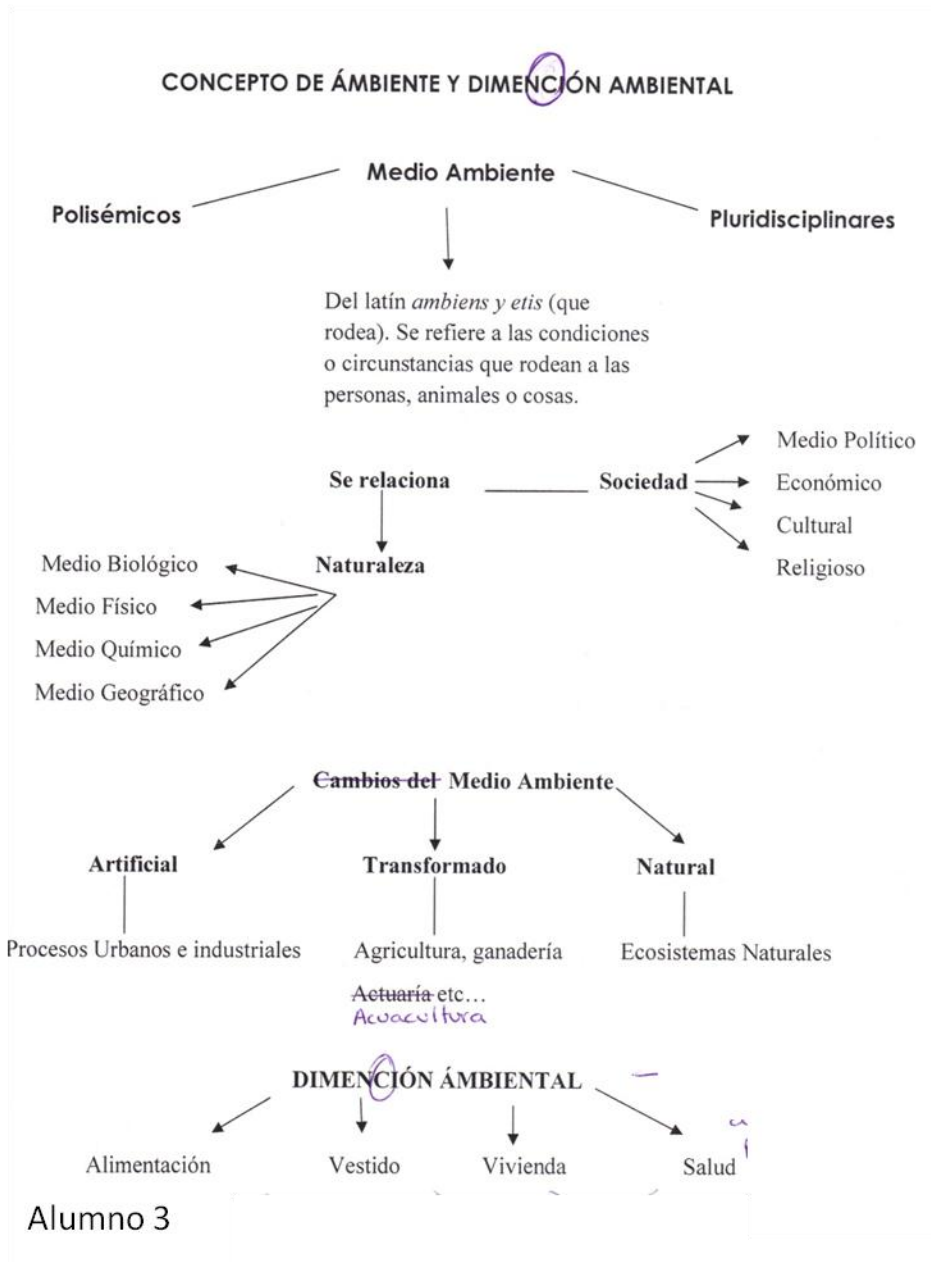 CONCEPTO DE ÁMBIENTE Y DIMENCIÓN AMBIENTAL
Medio Ambiente
Polisémicos
Pluridisciplinares
Del latín ambiens y etis (que
rodea). Se refiere a las condiciones
o circunstancias que rodean a las
personas, animales o cosas.
Se relaciona
Sociedad
Medio Político
Económico
Cultural
Religioso
Naturaleza
Medio Biológico
Medio Físico
Medio Químico
Medio Geográfico
Cambios del Medio Ambiente
Artificial
Transformado
Natural
Procesos Urbanos e industriales
Agricultura, ganadería
Ecosistemas Naturales
Actuaría etc...
Acuacultura
DIMENCIÓN ÁMBIENTAL
Alimentación
Vestido
Vivienda
Salud
Alumno 3